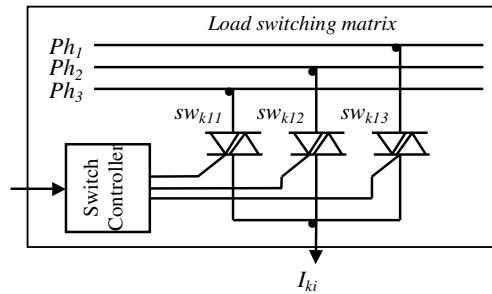 Load switching matrix
Ph1
Ph2
Ph3
swk11 swk12 swk13
Switch
Controller
Iki